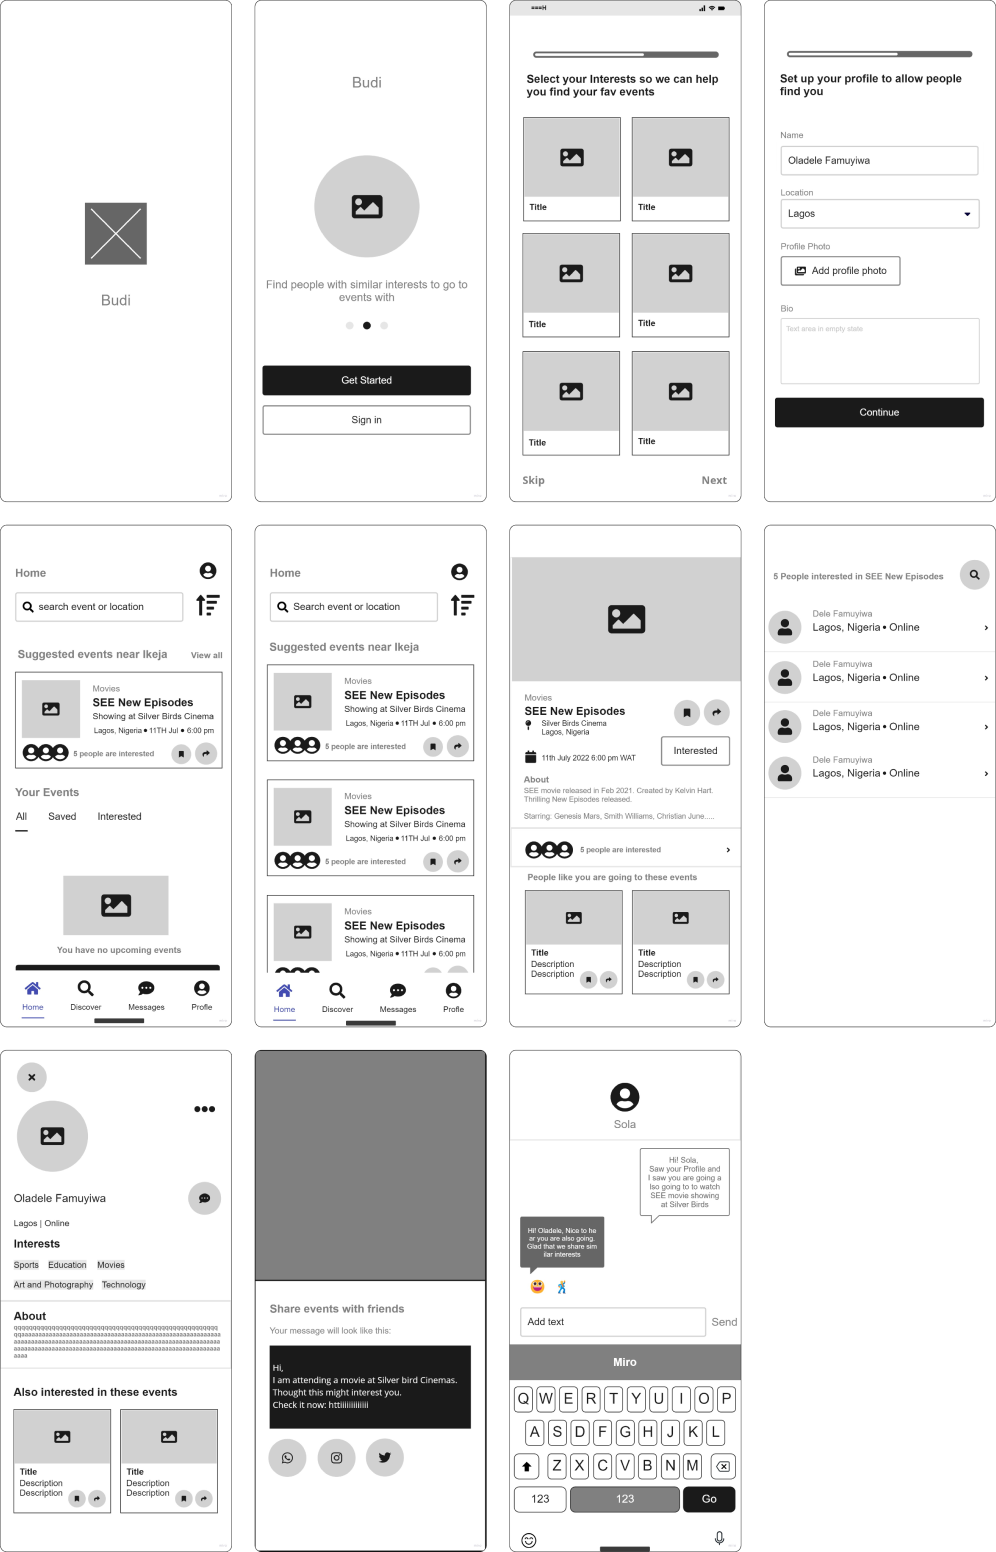 Budi
Budi
Find people with similar interests to go to
events with
Get Started
Sign in
Select your Interests so we can help
you find your fav events
Title
Title
Title
Title
Title
Title
Skip
Next
Set up your profile to allow people
find you
Name
Oladele Famuyiwa
Location
Lagos
Profile Photo
Add profile photo
Bio
Text area in empty state
Continue
Home
search event or location
Suggested events near Ikeja
View all
Movies
SEE New Episodes
Showing at Silver Birds Cinema
Lagos, Nigeria • 11TH Jul • 6:00 pm
5 people are interested
Your Events
All
Saved
Interested
You have no upcoming events
Home
Discover
Messages
Profle
Home
Search event or location
Suggested events near Ikeja
Movies
SEE New Episodes
Showing at Silver Birds Cinema
Lagos, Nigeria • 11TH Jul • 6:00 pm
5 people are interested
Movies
SEE New Episodes
Showing at Silver Birds Cinema
Lagos, Nigeria • 11TH Jul • 6:00 pm
5 people are interested
Movies
SEE New Episodes
Showing at Silver Birds Cinema
Lagos, Nigeria • 11TH Jul • 6:00 pm
Home
Discover
Messages
Profle
Movies
SEE New Episodes
Silver Birds Cinema
Lagos, Nigeria
11th July 2022 6:00 pm WAT
Interested
About
SEE movie released in Feb 2021. Created by Kelvin Hart.
Thrilling New Episodes released.
Starring: Genesis Mars, Smith Williams, Christian June.....
5 people are interested
People like you are going to these events
Title
Description
Description
Title
Description
Description
5 People interested in SEE New Episodes
Dele Famuyiwa
Lagos, Nigeria • Online
Dele Famuyiwa
Lagos, Nigeria • Online
Dele Famuyiwa
Lagos, Nigeria • Online
Dele Famuyiwa
Lagos, Nigeria • Online
Oladele Famuyiwa
Lagos | Online
Interests
Sports Education Movies
Art and Photography Technology
About
Also interested in these events
Title
Description
Description
Title
Description
Description
Share events with friends
Your message will look like this:
Hi,
I am attending a movie at Silver bird Cinemas.
Thought this might interest you.
Check it now: httiiiiiiiiiiiii
Sola
Hi! Sola,
Saw your Profile and
I saw you are going a
lso going to to watch
SEE movie showing
at Silver Birds
Hi! Oladele, Nice to he
ar you are also going.
Glad that we share sim
ilar interests
Add text
Send
Miro
Q W E R T Y U I O P
A S D F G H J K L
Z X C V B N M
123
123
Go